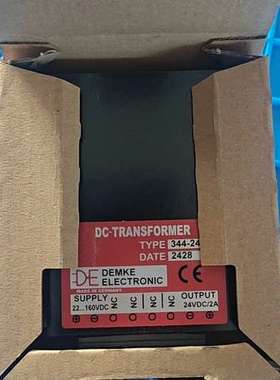 DC-TRANSFORMER
TYPE 344-24
DATE 2428
DE DEMKE
ELECTRONIC CE
MADE IN GERMANY
SUPPLY NC NC NC NC OUTPUT
22...160VDC 24VDC/2A